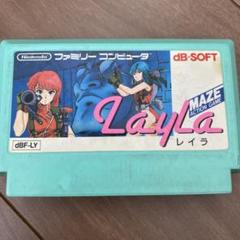 Nintendo ファミリー コンピュータ dB-SOFT
MAZE
ACTION GAME
Layla
レイラ
dBF-LY